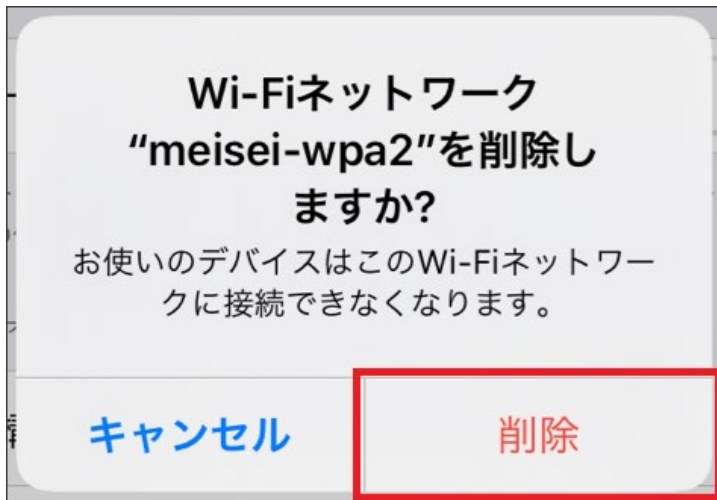 Wi-Fiネットワーク
“meisei-wpa2”を削除し
ますか?
お使いのデバイスはこのWi-Fiネットワー
クに接続できなくなります。
キャンセル
削除